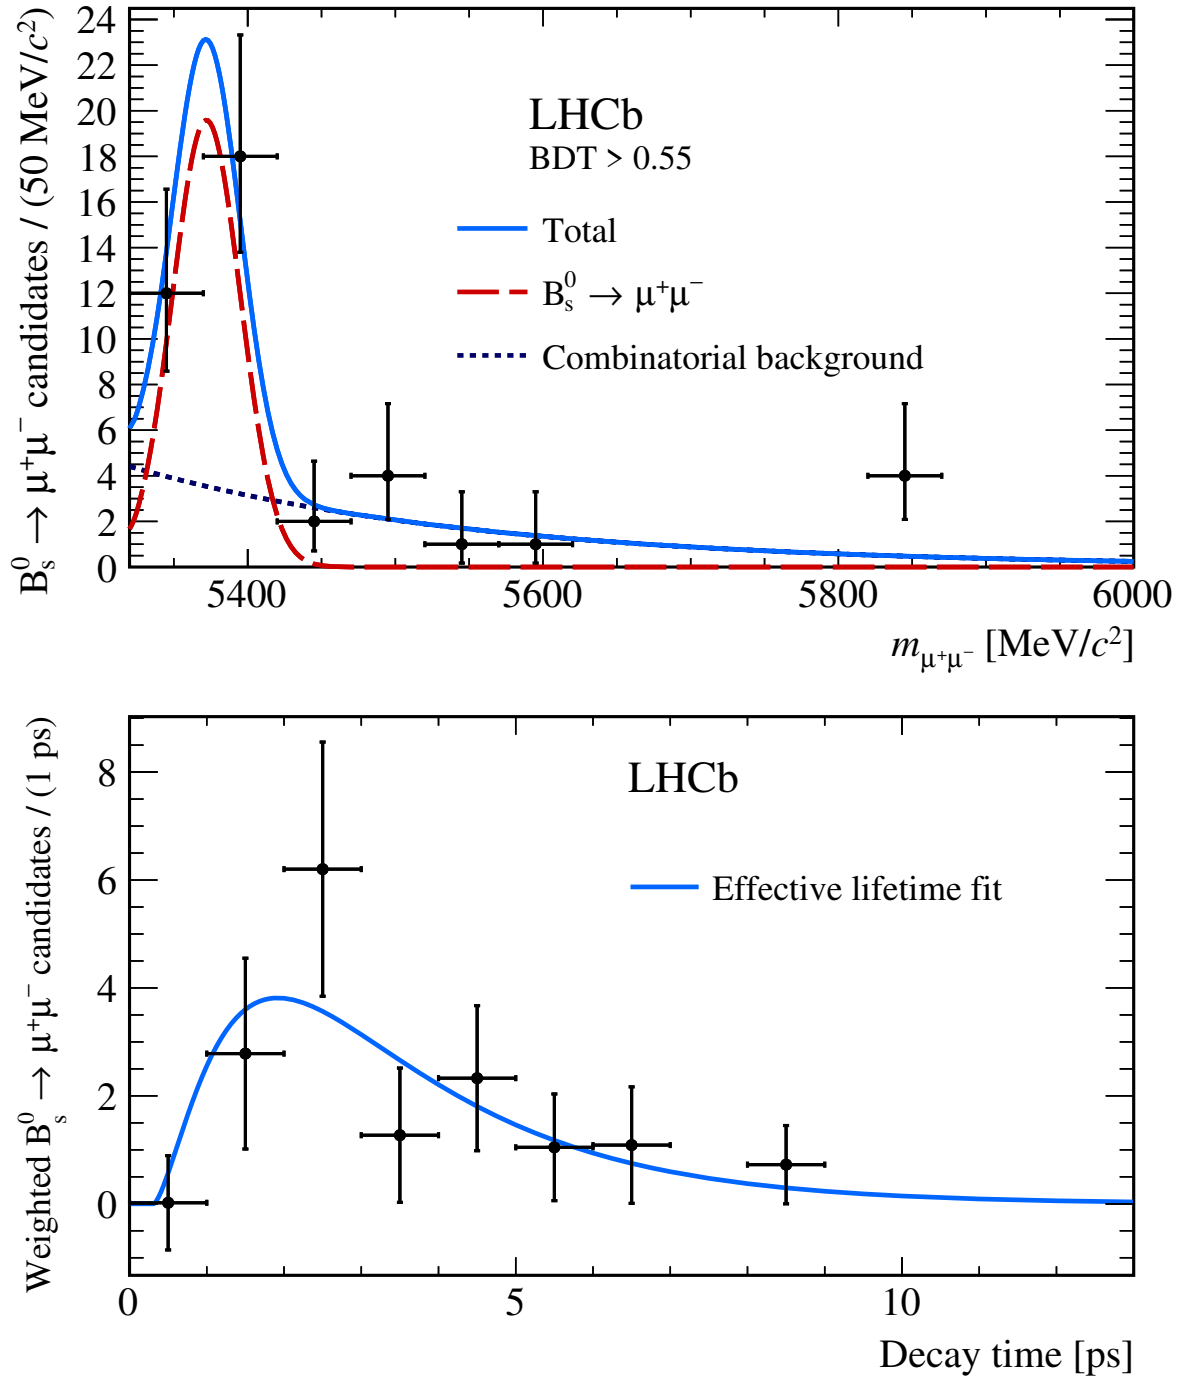 B⁰ₛ → μ⁺μ⁻ candidates / (50 MeV/c²)
24
22
20
18
16
14
12
10
8
6
4
2
0
LHCb
BDT > 0.55
Total
B⁰ₛ → μ⁺μ⁻
Combinatorial background
5400 5600 5800 6000
m_μ⁺μ⁻ [MeV/c²]
Weighted B⁰ₛ → μ⁺μ⁻ candidates / (1 ps)
8
6
4
2
0
LHCb
Effective lifetime fit
0 5 10
Decay time [ps]